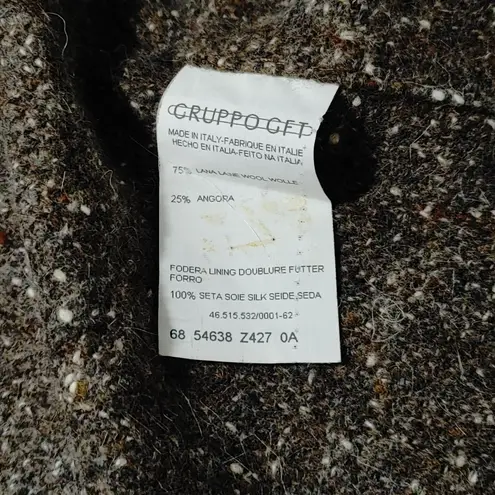 GRUPPO GFT
MADE IN ITALY-FABRIQUE EN ITALIE
HECHO EN ITALIA-FEITO NA ITALIA
75% LANA LAINE WOOL WOLLE
25% ANGORA
FODERA LINING DOUBLURE FUTTER
FORRO
100% SETA SOIE SILK SEIDE SEDA
46.515.532/0001-62
68 54638 Z427 0A